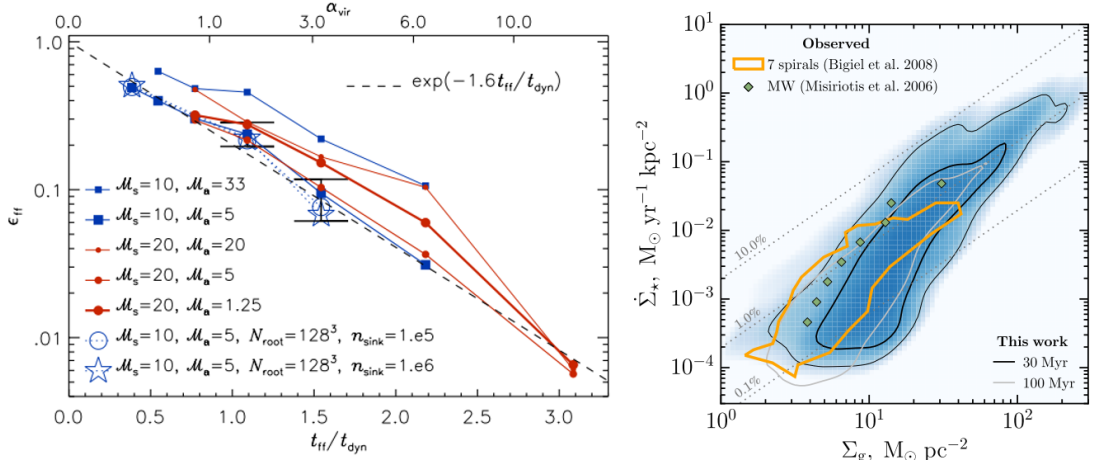 α_vir
0.0 1.0 3.0 6.0 10.0
1.0
0.1
.01
ϵ_ff
exp(−1.6t_ff/t_dyn)
ℳ_s=10, ℳ_a=33
ℳ_s=10, ℳ_a=5
ℳ_s=20, ℳ_a=20
ℳ_s=20, ℳ_a=5
ℳ_s=20, ℳ_a=1.25
ℳ_s=10, ℳ_a=5, N_root=128³, n_sink=1.e5
ℳ_s=10, ℳ_a=5, N_root=128³, n_sink=1.e6
0.0 0.5 1.0 1.5 2.0 2.5 3.0
t_ff/t_dyn
Observed
7 spirals (Bigiel et al. 2008)
MW (Misiriotis et al. 2006)
10¹
10⁰
10⁻¹
10⁻²
10⁻³
10⁻⁴
Σ̇⋆, M⊙ yr⁻¹ kpc⁻²
10.0%
1.0%
0.1%
This work
30 Myr
100 Myr
10⁰ 10¹ 10²
Σ_g, M⊙ pc⁻²